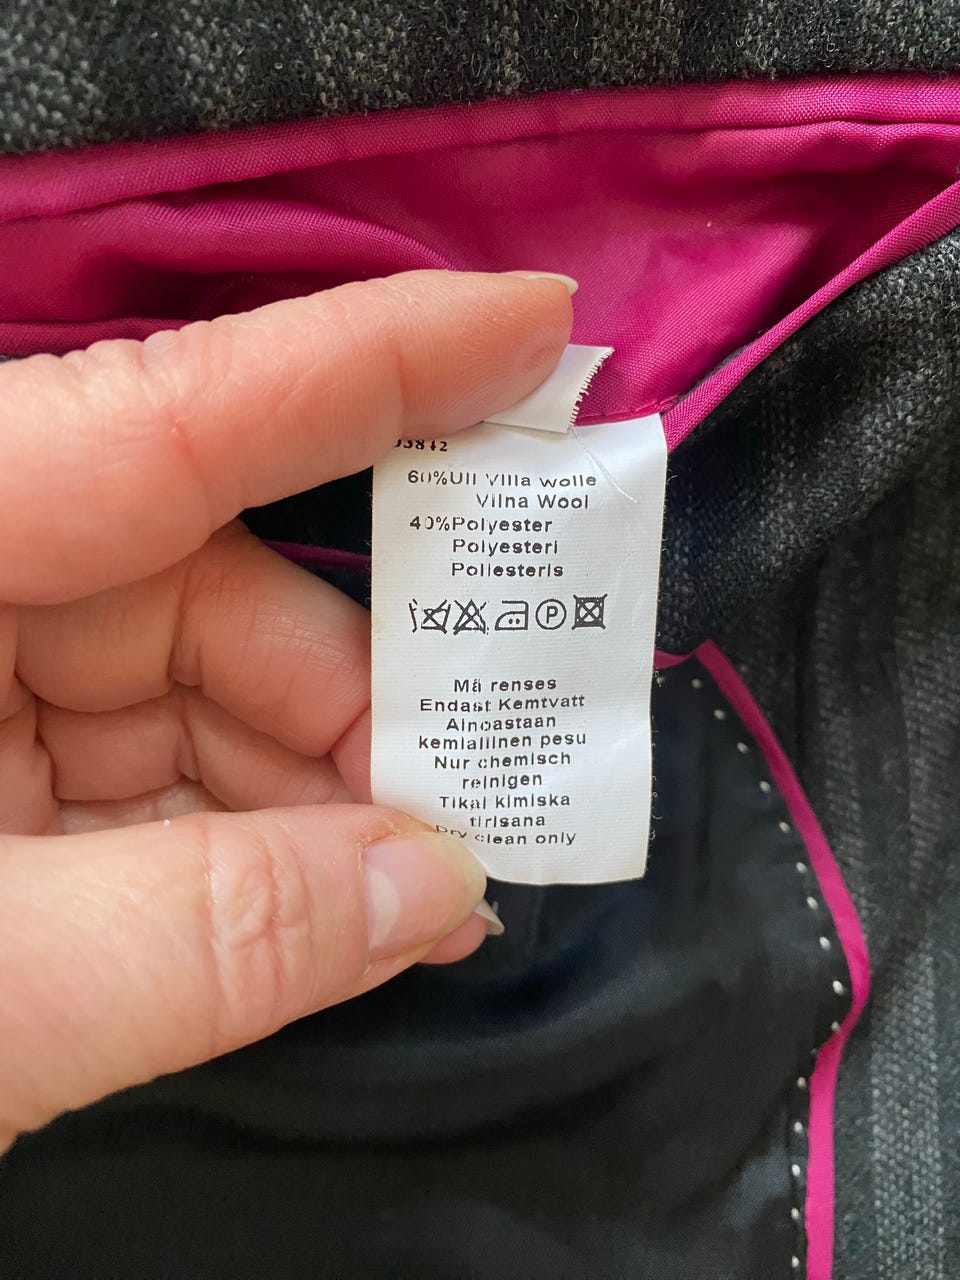 60%Ull Villa wolle
Vilna Wool
40%Polyester
Polyesteri
Poliesteris
P
Mä renses
Endast Kemtvatt
Ainoastaan
kemiallinen pesu
Nur chemisch
reinigen
Tikai kimiska
tirisana
Dry clean only